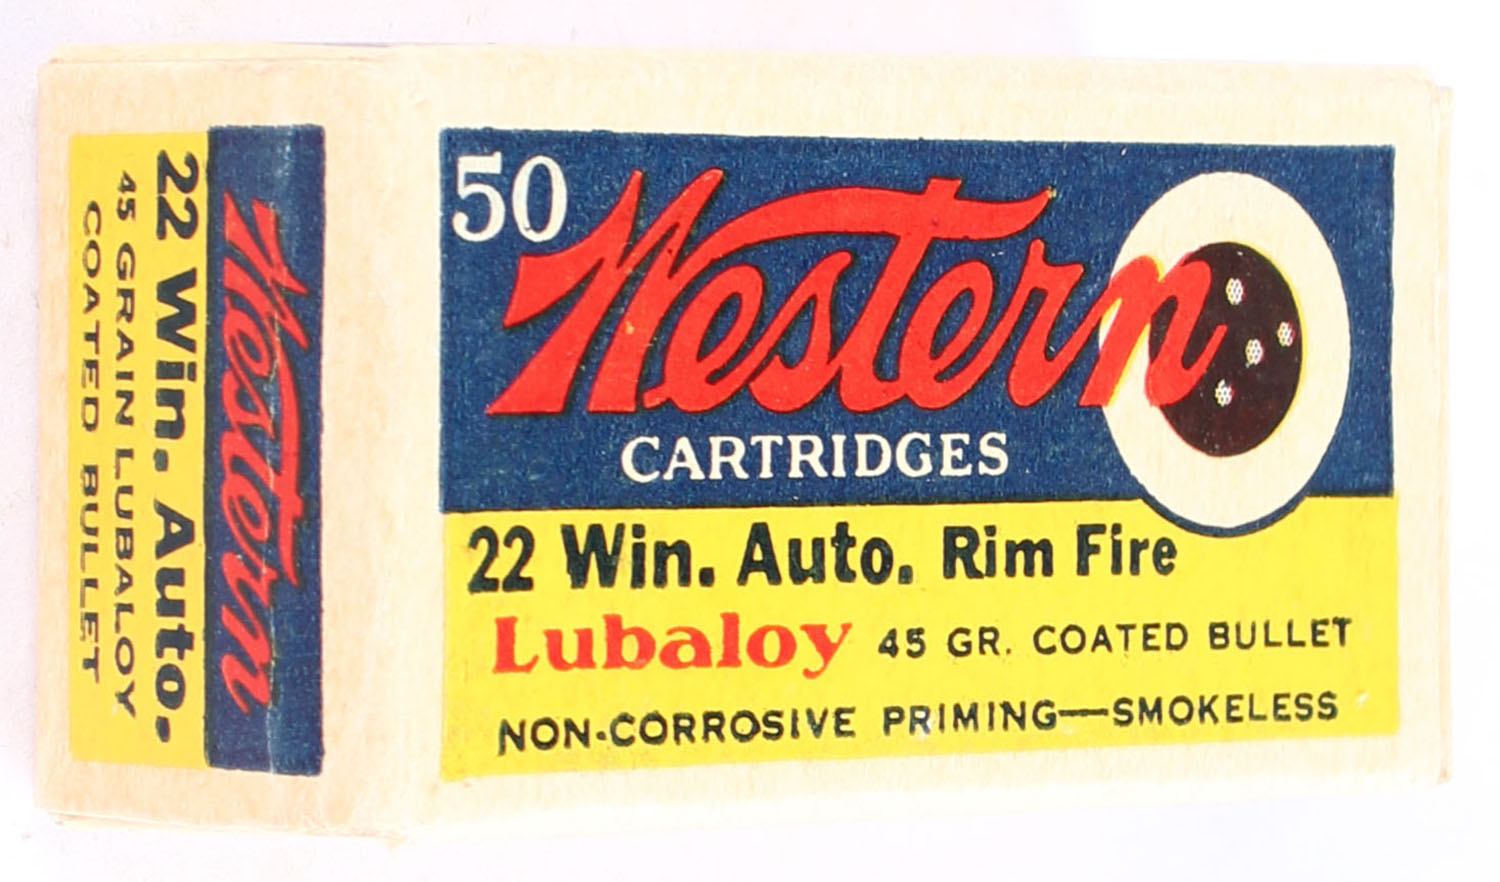 50
Western
CARTRIDGES
22 Win. Auto. Rim Fire
Lubaloy 45 GR. COATED BULLET
NON-CORROSIVE PRIMING—SMOKELESS
Western
22 Win. Auto.
45 GRAIN LUBALOY
COATED BULLET